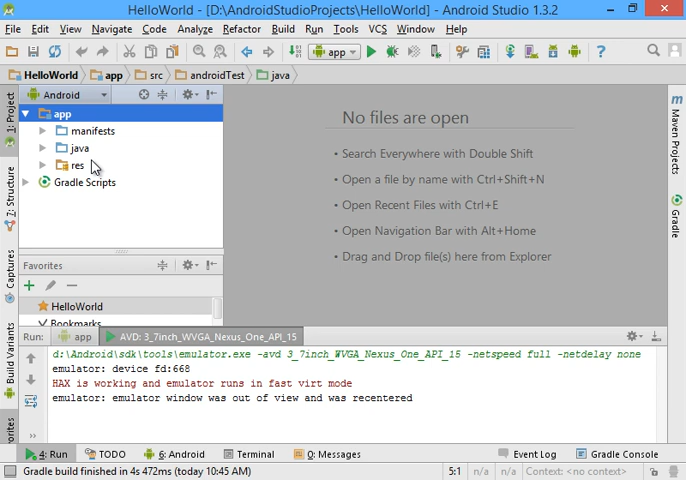 HelloWorld - [D:\AndroidStudioProjects\HelloWorld] - Android Studio 1.3.2
File Edit View Navigate Code Analyze Refactor Build Run Tools VCS Window Help
app
HelloWorld app src androidTest java
1: Project
Android
app
manifests
java
res
Gradle Scripts
7: Structure
Captures
Build Variants
No files are open
• Search Everywhere with Double Shift
• Open a file by name with Ctrl+Shift+N
• Open Recent Files with Ctrl+E
• Open Navigation Bar with Alt+Home
• Drag and Drop file(s) here from Explorer
Maven Projects
Gradle
Favorites
HelloWorld
Bookmarks
Run: app AVD: 3_7inch_WVGA_Nexus_One_API_15
d:\Android\sdk\tools\emulator.exe -avd 3_7inch_WVGA_Nexus_One_API_15 -netspeed full -netdelay none
emulator: device fd:668
HAX is working and emulator runs in fast virt mode
emulator: emulator window was out of view and was recentered
4: Run TODO 6: Android Terminal 0: Messages Event Log Gradle Console
Gradle build finished in 4s 472ms (today 10:45 AM) 5:1 n/a n/a Context: <no context>